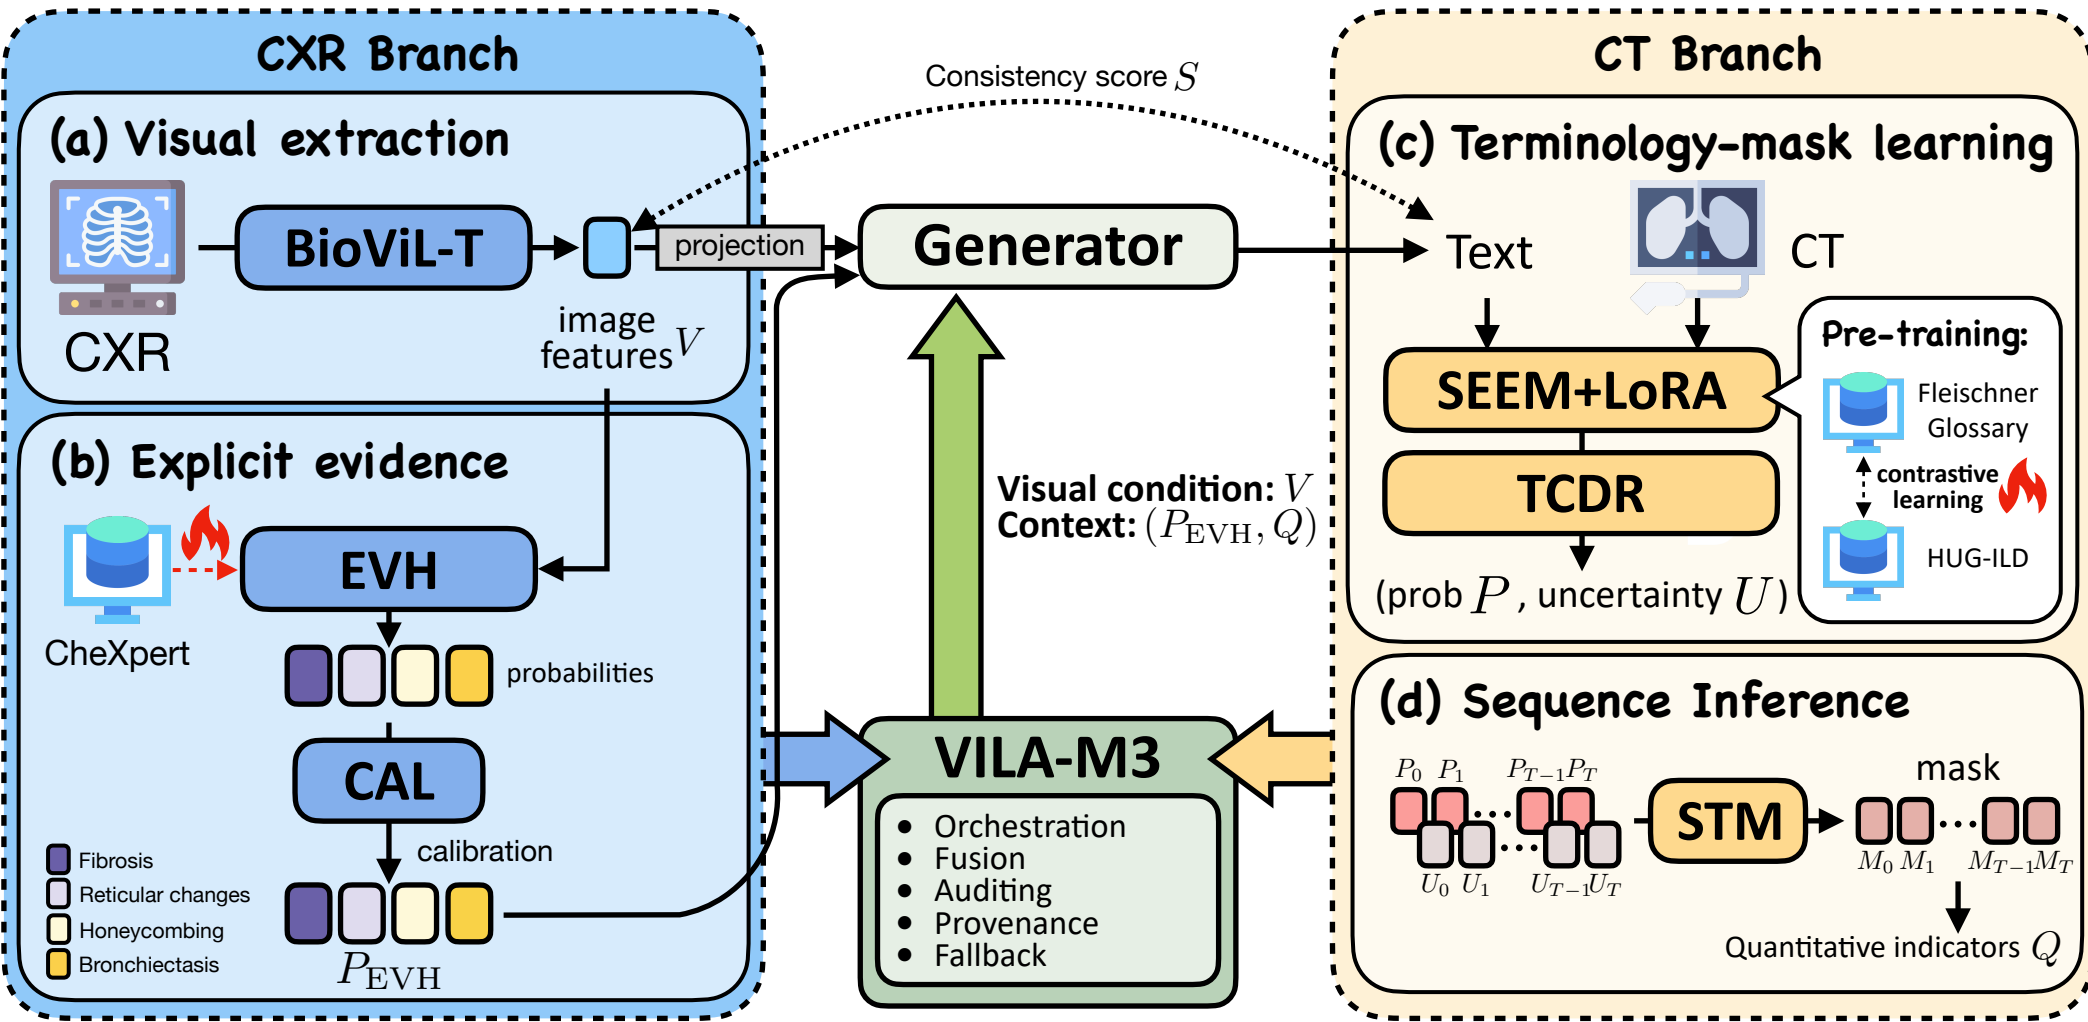 CXR Branch
(a) Visual extraction
CXR
BioViL-T
image
features V
projection
(b) Explicit evidence
CheXpert
EVH
probabilities
CAL
calibration
Fibrosis
Reticular changes
Honeycombing
Bronchiectasis
P_EVH
Consistency score S
Generator
Visual condition: V
Context: (P_EVH, Q)
VILA-M3
• Orchestration
• Fusion
• Auditing
• Provenance
• Fallback
CT Branch
(c) Terminology-mask learning
Text
CT
SEEM+LoRA
TCDR
(prob P , uncertainty U )
Pre-training:
Fleischner
Glossary
contrastive
learning
HUG-ILD
(d) Sequence Inference
P_0 P_1 P_{T-1} P_T
U_0 U_1 U_{T-1} U_T
STM
mask
M_0 M_1 M_{T-1} M_T
Quantitative indicators Q